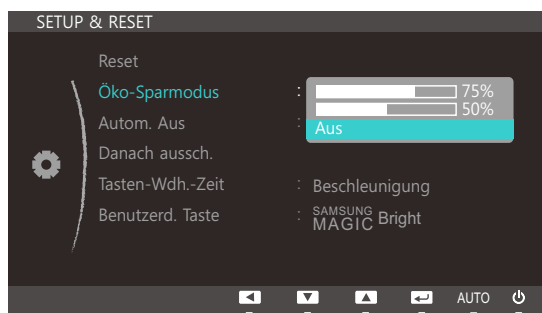 SETUP & RESET
Reset
Öko-Sparmodus :
75%
50%
Aus
Autom. Aus :
Danach aussch.
Tasten-Wdh.-Zeit : Beschleunigung
Benutzerd. Taste : SAMSUNG MAGIC Bright
AUTO